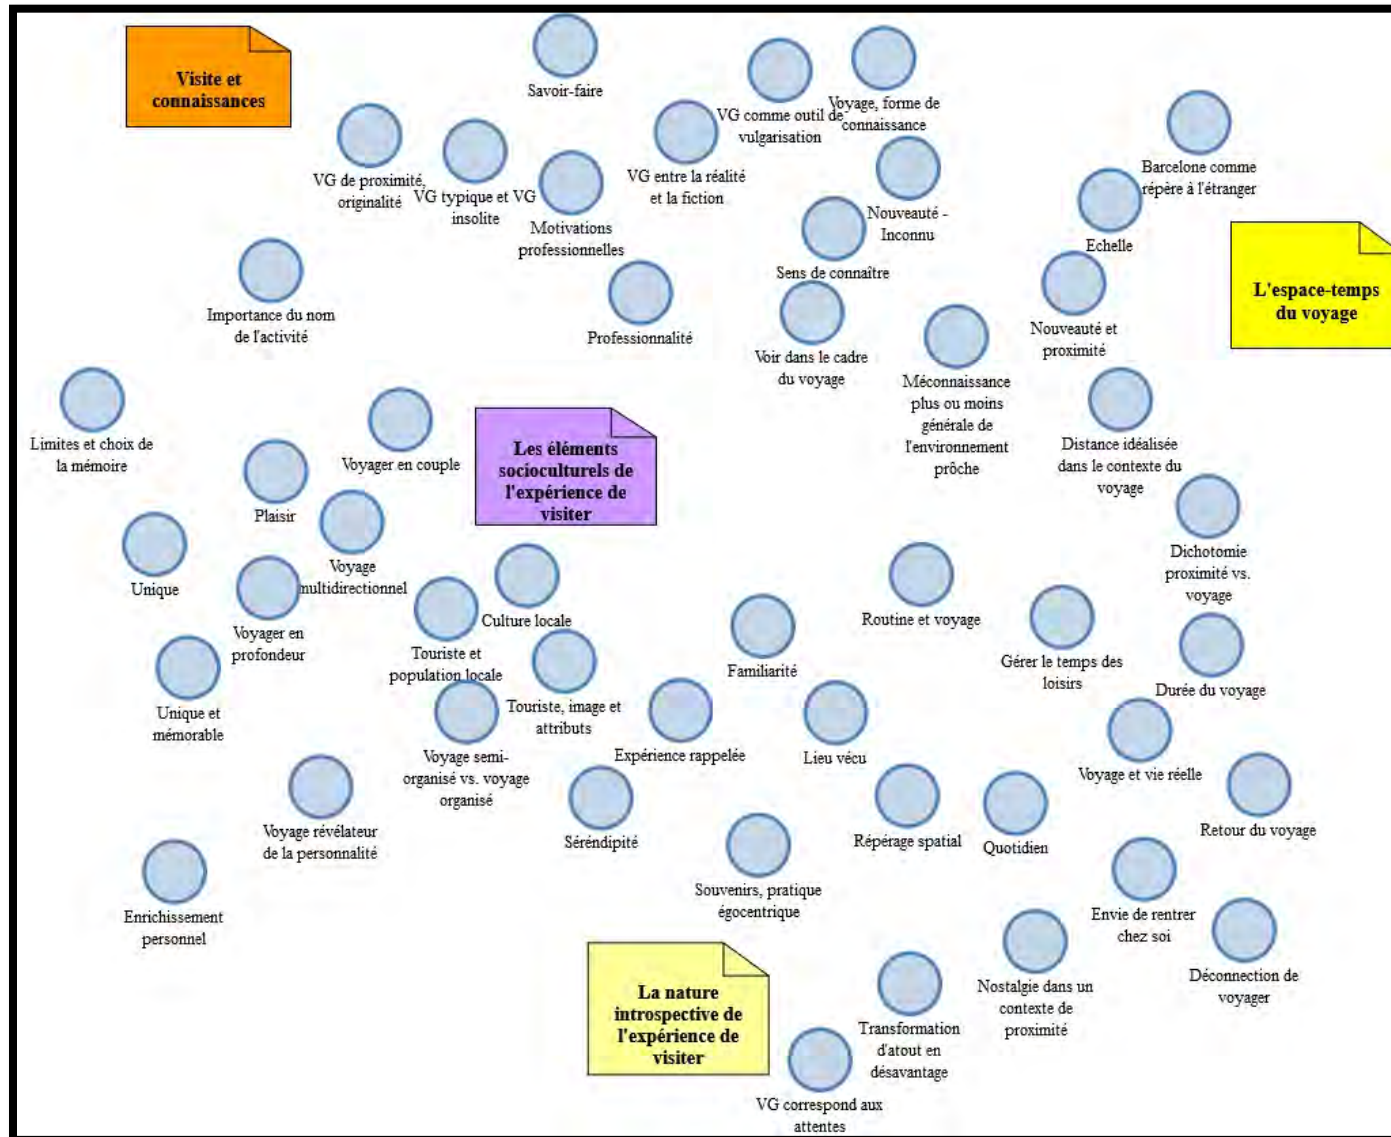 Visite et
connaissances
Savoir-faire
VG comme outil de
vulgarisation
Voyage, forme de
connaissance
Barcelone comme
répère à l'étranger
VG de proximité,
originalité
VG typique et VG
insolite
Motivations
professionnelles
VG entre la réalité
et la fiction
Nouveauté -
Inconnu
Echelle
Sens de connaître
L'espace-temps
du voyage
Importance du nom
de l'activité
Professionnalité
Voir dans le cadre
du voyage
Nouveauté et
proximité
Méconnaissance
plus ou moins
générale de
l'environnement
prôche
Distance idéalisée
dans le contexte du
voyage
Limites et choix de
la mémoire
Voyager en couple
Les éléments
socioculturels de
l'expérience de
visiter
Plaisir
Dichotomie
proximité vs.
voyage
Unique
Voyage
multidirectionnel
Culture locale
Routine et voyage
Voyager en
profondeur
Touriste et
population locale
Familiarité
Gérer le temps des
loisirs
Durée du voyage
Unique et
mémorable
Touriste, image et
attributs
Voyage semi-
organisé vs. voyage
organisé
Expérience rappelée
Lieu vécu
Voyage et vie réelle
Voyage révélateur
de la personnalité
Séréndipité
Répérage spatial
Quotidien
Retour du voyage
Souvenirs, pratique
égocentrique
Enrichissement
personnel
Envie de rentrer
chez soi
Déconnection de
voyager
La nature
introspective de
l'expérience de
visiter
Nostalgie dans un
contexte de
proximité
Transformation
d'atout en
désavantage
VG correspond aux
attentes